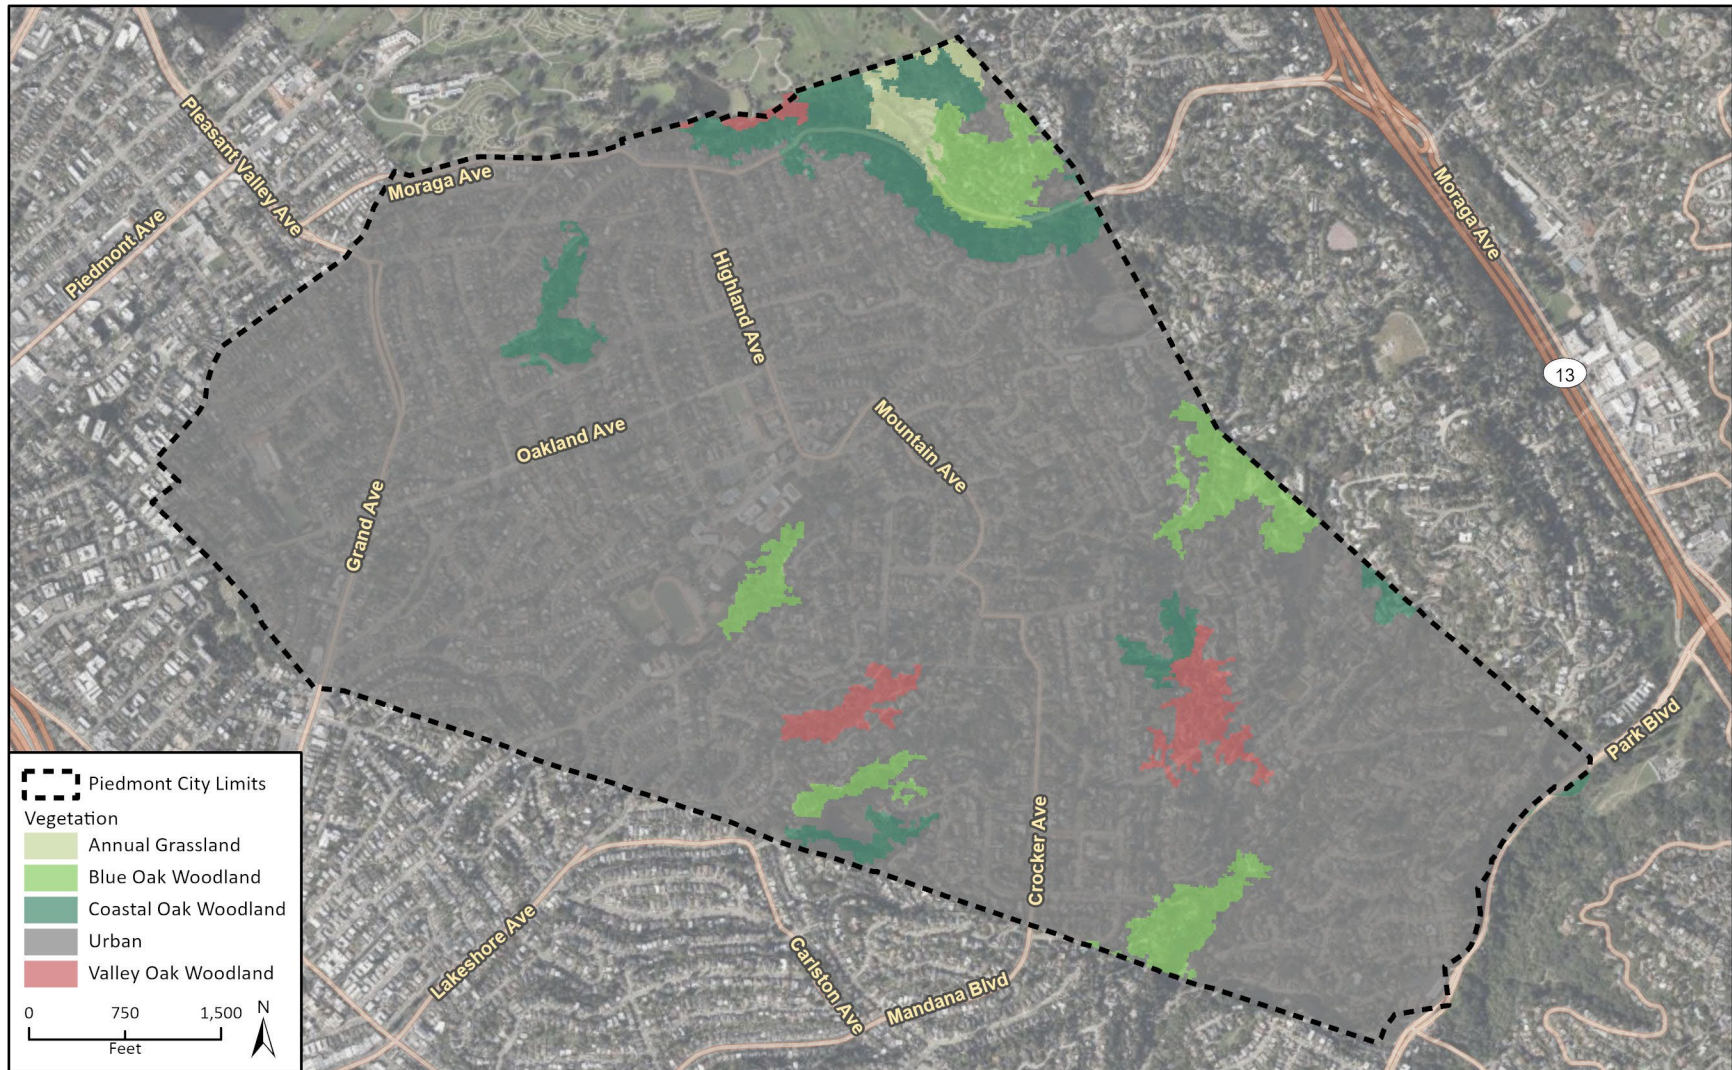 Pleasant Valley Ave
Moraga Ave
Piedmont Ave
Highland Ave
Moraga Ave
13
Mountain Ave
Oakland Ave
Grand Ave
Park Blvd
Crocker Ave
Lakeshore Ave
Carlston Ave
Mandana Blvd
Piedmont City Limits
Vegetation
Annual Grassland
Blue Oak Woodland
Coastal Oak Woodland
Urban
Valley Oak Woodland
0 750 1,500
Feet
N